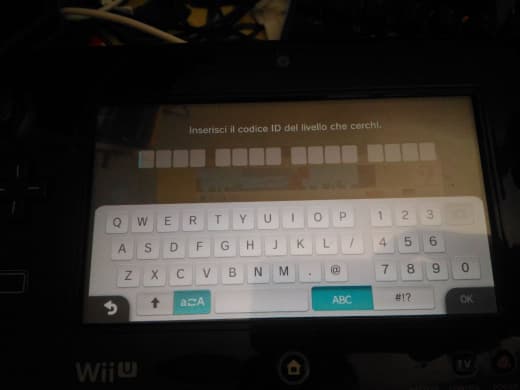 Inserisci il codice ID del livello che cerchi.
Q W E R T Y U I O P 1 2 3
A S D F G H J K L / 4 5 6
Z X C V B N M . @ 7 8 9 0
a A ABC #!? OK
Wii U TV